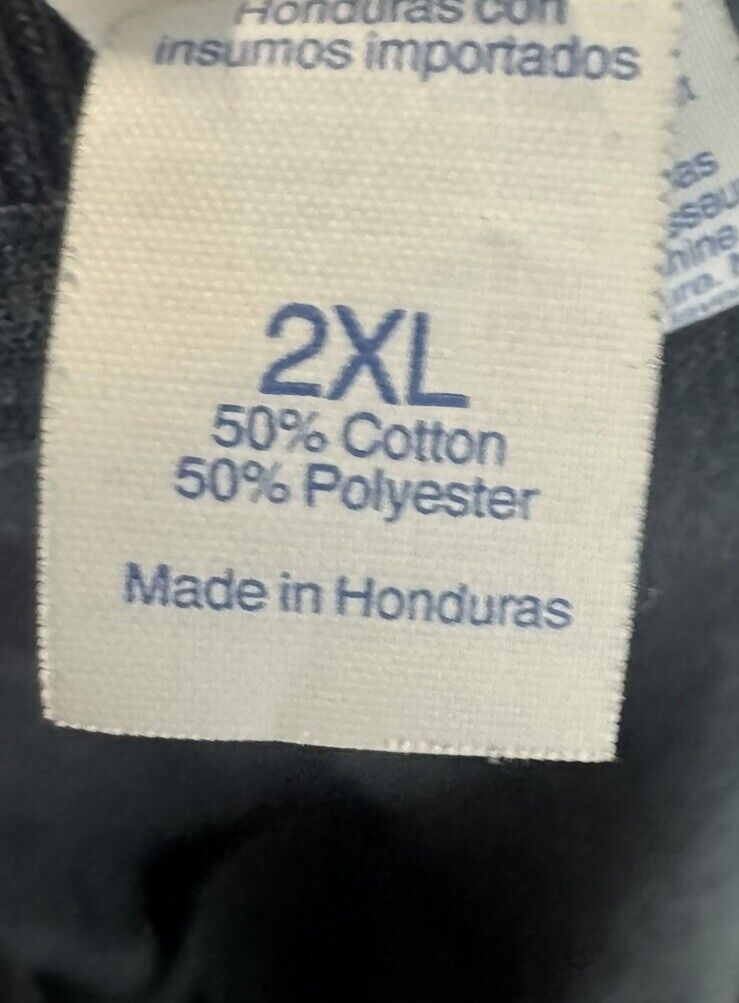 Honduras con
insumos importados
2XL
50% Cotton
50% Polyester
Made in Honduras